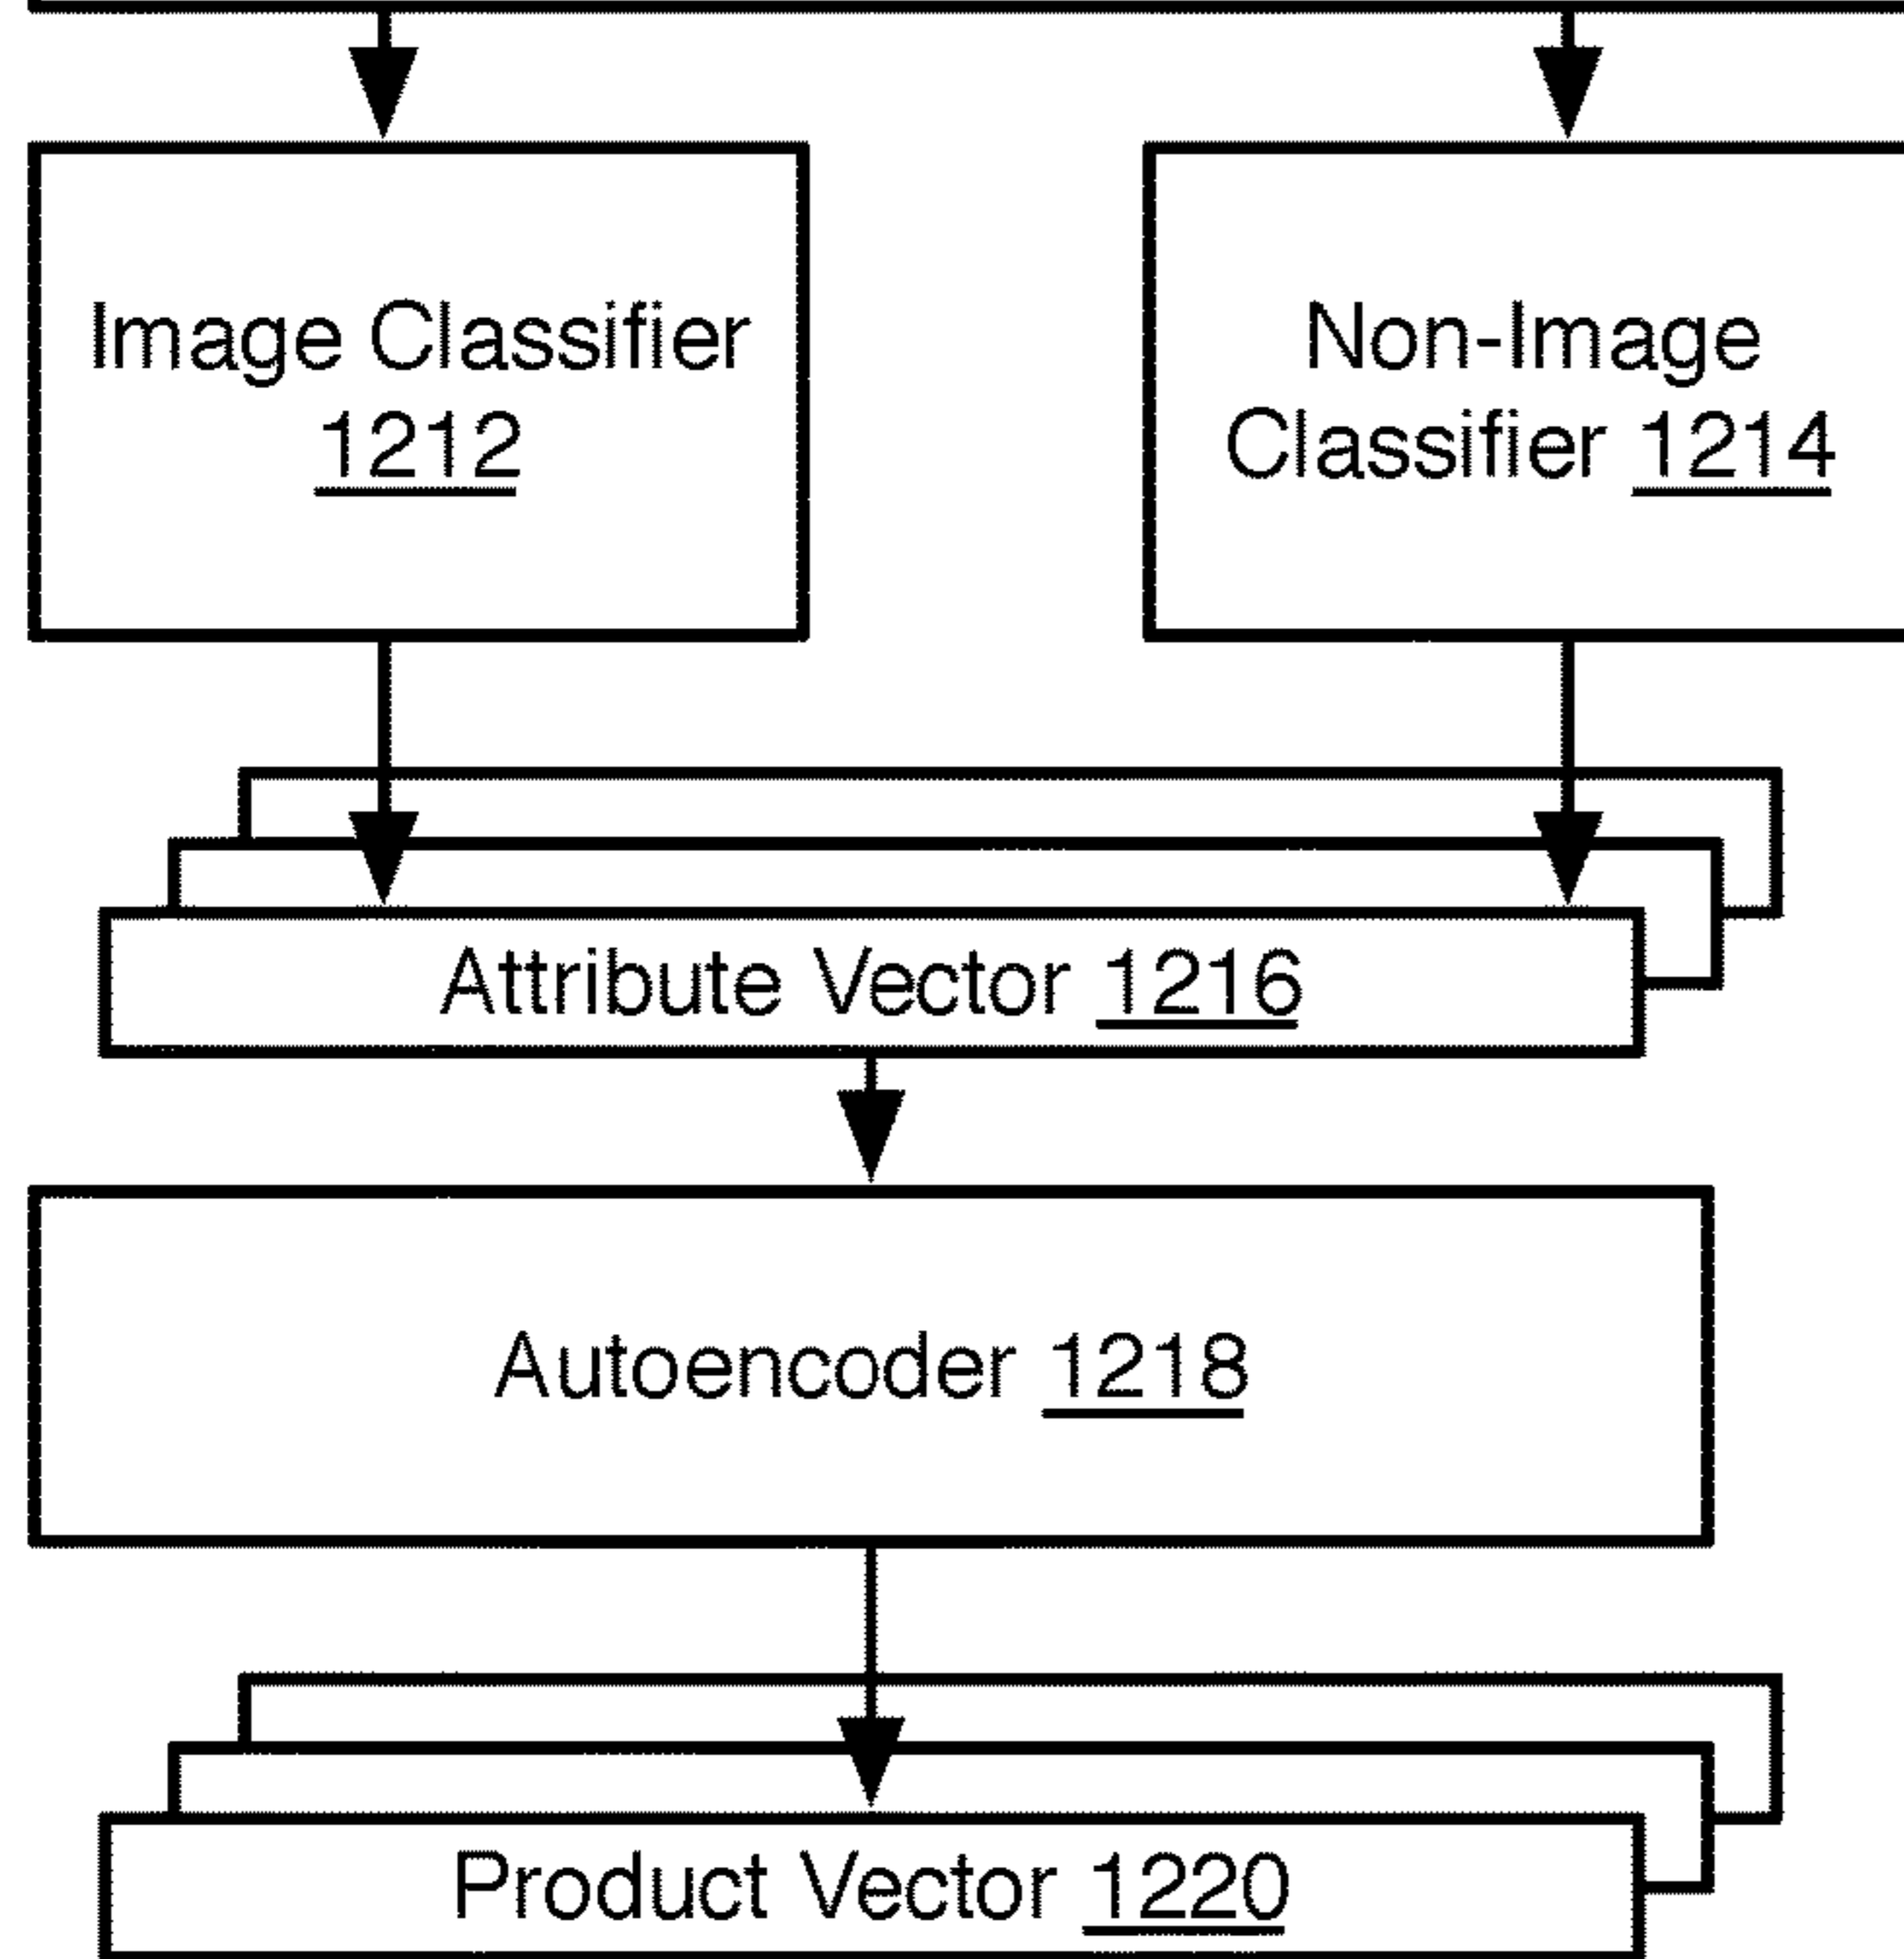 Image Classifier
1212
Non-Image
Classifier 1214
Attribute Vector 1216
Autoencoder 1218
Product Vector 1220